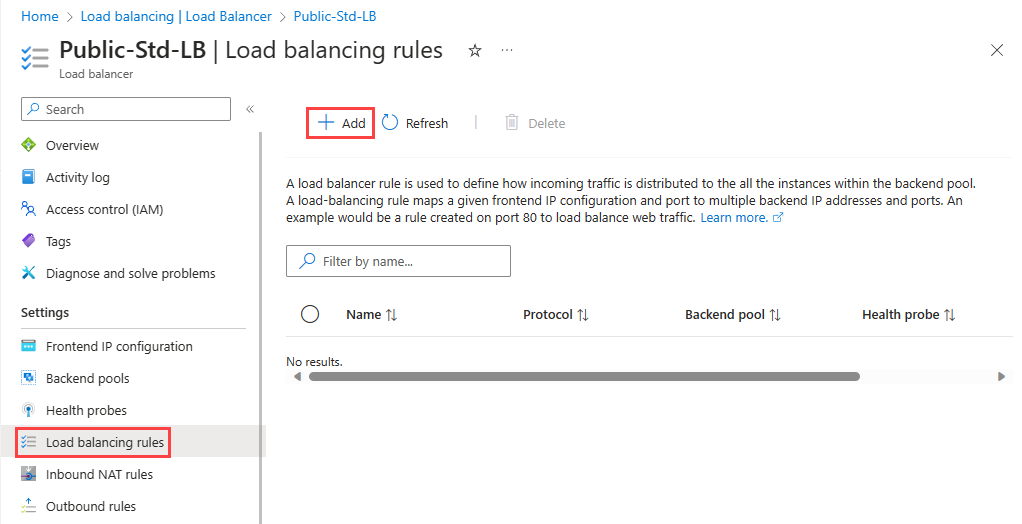 Home > Load balancing | Load Balancer > Public-Std-LB
Public-Std-LB | Load balancing rules
Load balancer
Search
Overview
Activity log
Access control (IAM)
Tags
Diagnose and solve problems
Settings
Frontend IP configuration
Backend pools
Health probes
Load balancing rules
Inbound NAT rules
Outbound rules
Add Refresh | Delete
A load balancer rule is used to define how incoming traffic is distributed to the all the instances within the backend pool.
A load-balancing rule maps a given frontend IP configuration and port to multiple backend IP addresses and ports. An
example would be a rule created on port 80 to load balance web traffic. Learn more.
Filter by name...
Name Protocol Backend pool Health probe
No results.